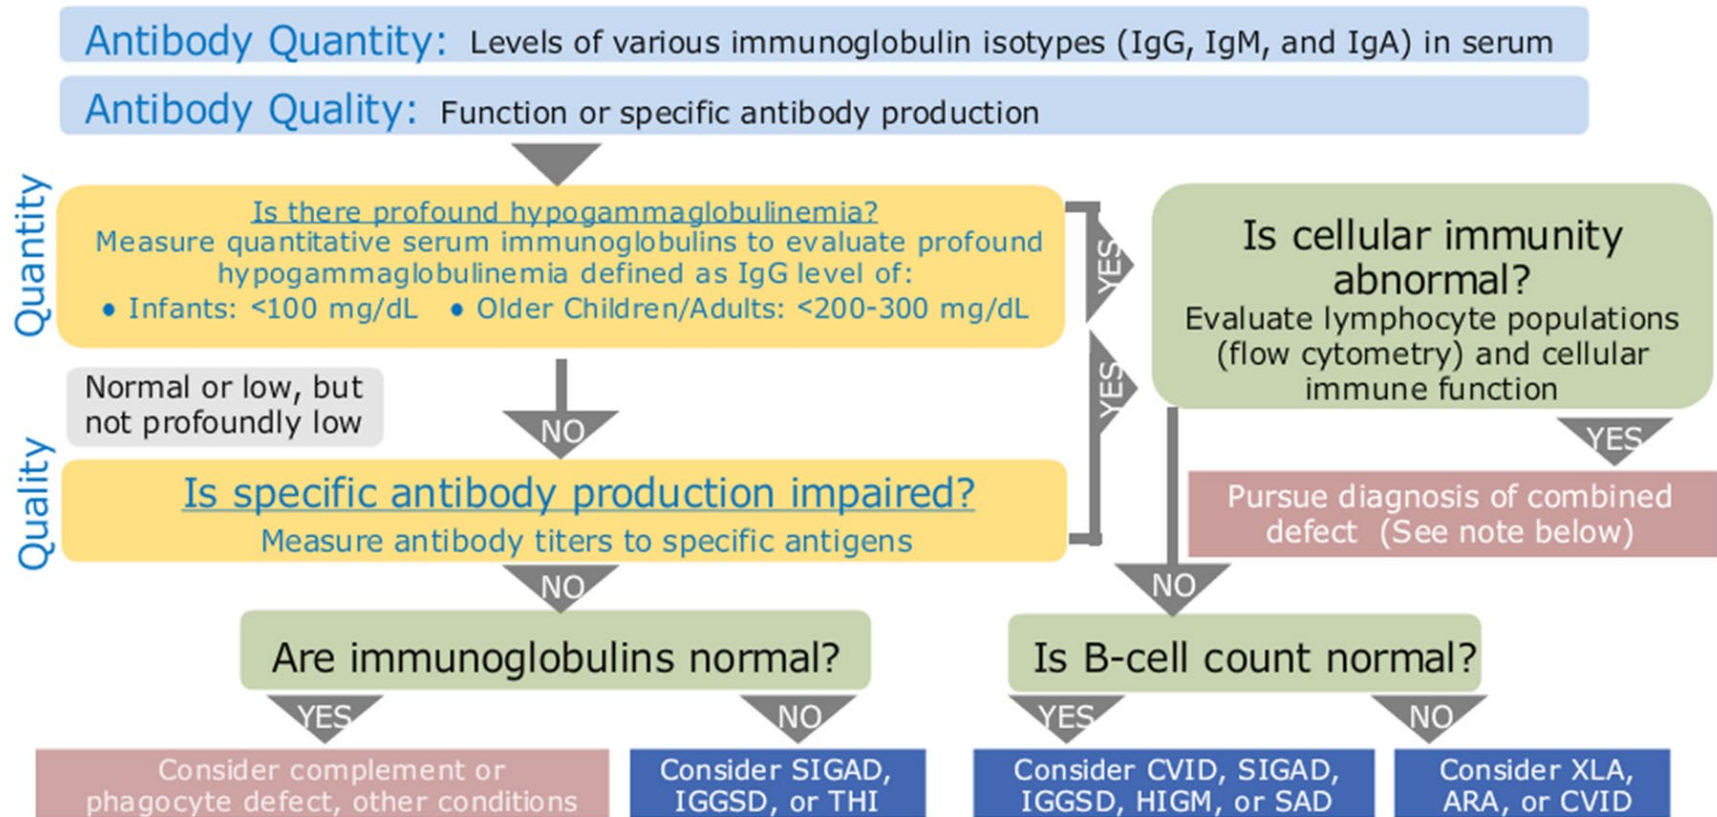 Antibody Quantity: Levels of various immunoglobulin isotypes (IgG, IgM, and IgA) in serum
Antibody Quality: Function or specific antibody production
Quantity
Is there profound hypogammaglobulinemia?
Measure quantitative serum immunoglobulins to evaluate profound
hypogammaglobulinemia defined as IgG level of:
• Infants: <100 mg/dL • Older Children/Adults: <200-300 mg/dL
YES
Is cellular immunity
abnormal?
Evaluate lymphocyte populations
(flow cytometry) and cellular
immune function
Normal or low, but
not profoundly low
NO
YES
YES
Quality
Is specific antibody production impaired?
Measure antibody titers to specific antigens
Pursue diagnosis of combined
defect (See note below)
NO
NO
Are immunoglobulins normal?
Is B-cell count normal?
YES
NO
YES
NO
Consider complement or
phagocyte defect, other conditions
Consider SIGAD,
IGGSD, or THI
Consider CVID, SIGAD,
IGGSD, HIGM, or SAD
Consider XLA,
ARA, or CVID